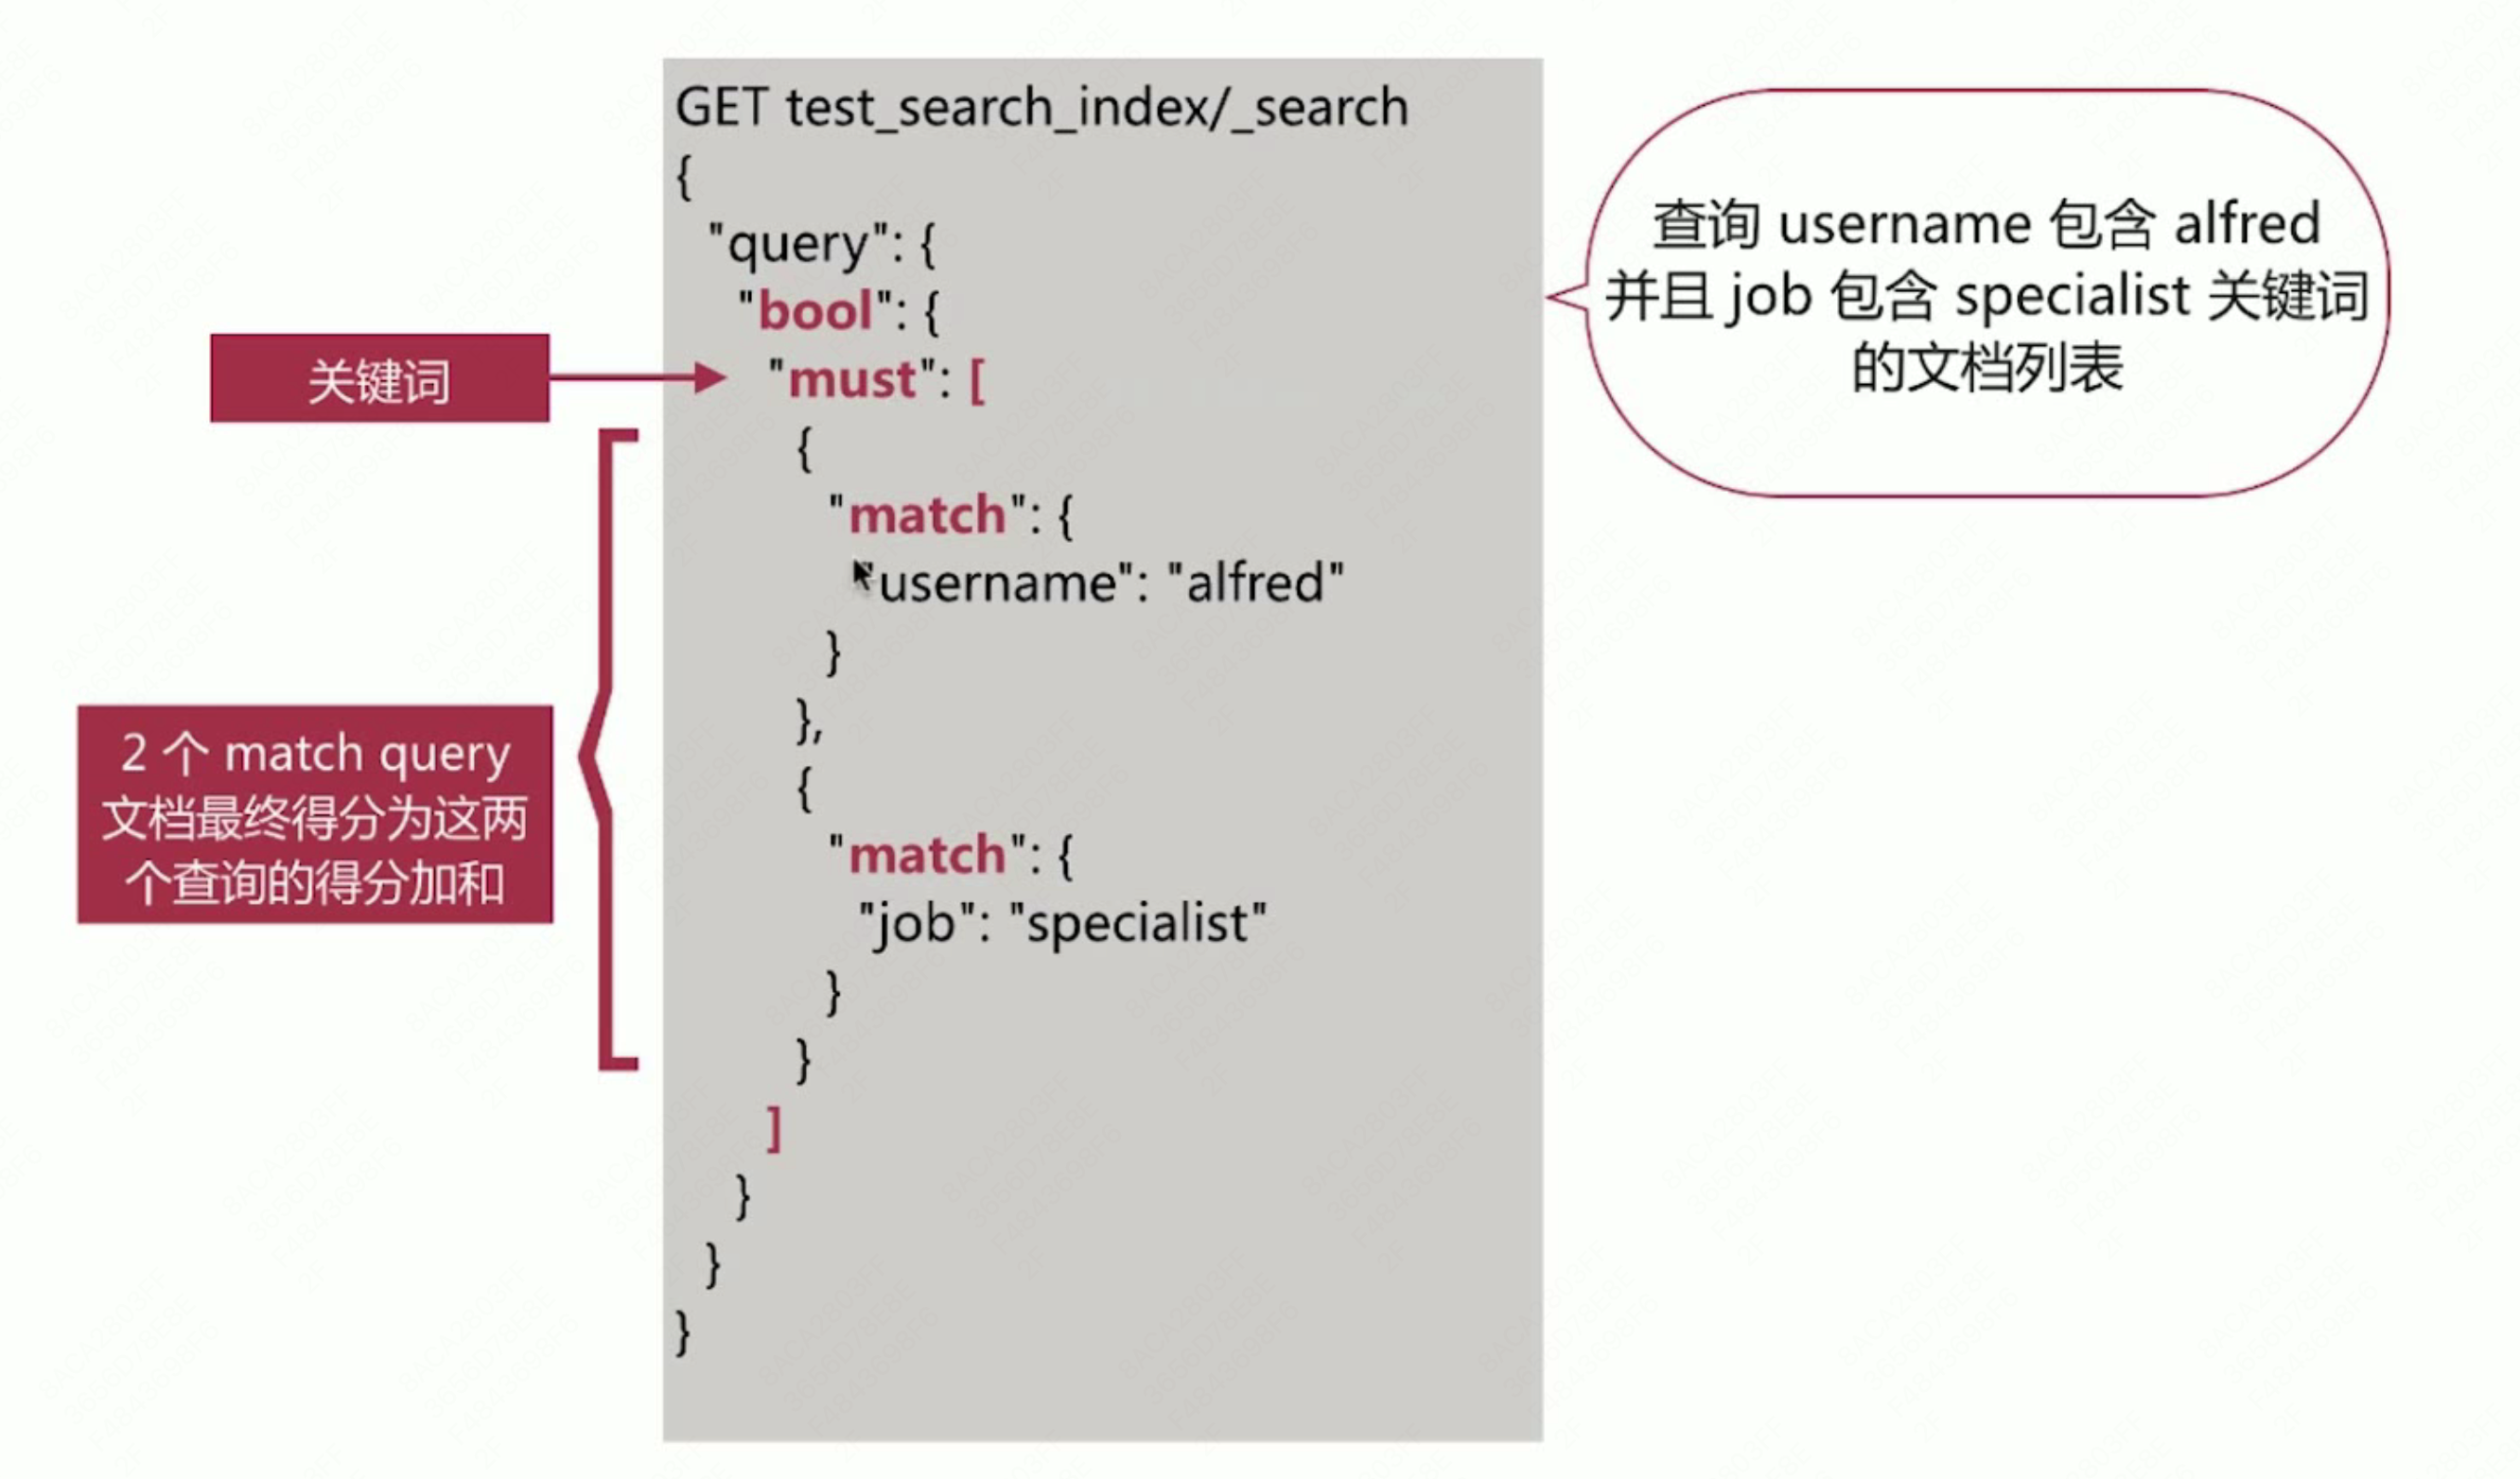 GET test_search_index/_search
{
"query": {
"bool": {
"must": [
{
"match": {
"username": "alfred"
}
},
{
"match": {
"job": "specialist"
}
}
]
}
}
}
关键词
2 个 match query
文档最终得分为这两
个查询的得分加和
查询 username 包含 alfred
并且 job 包含 specialist 关键词
的文档列表